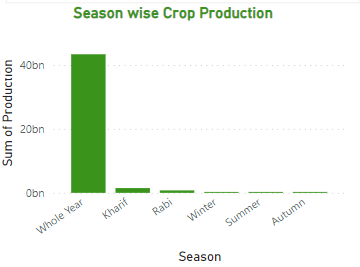 Season wise Crop Production
Sum of Production
40bn
20bn
0bn
Whole Year
Kharif
Rabi
Winter
Summer
Autumn
Season